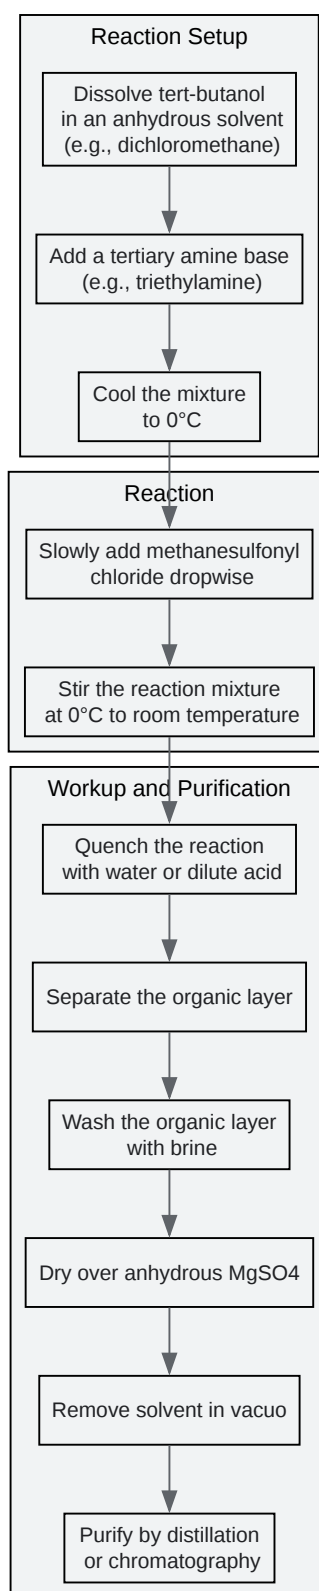 Reaction Setup
Dissolve tert-butanol
in an anhydrous solvent
(e.g., dichloromethane)
Add a tertiary amine base
(e.g., triethylamine)
Cool the mixture
to 0°C
Reaction
Slowly add methanesulfonyl
chloride dropwise
Stir the reaction mixture
at 0°C to room temperature
Workup and Purification
Quench the reaction
with water or dilute acid
Separate the organic layer
Wash the organic layer
with brine
Dry over anhydrous MgSO4
Remove solvent in vacuo
Purify by distillation
or chromatography